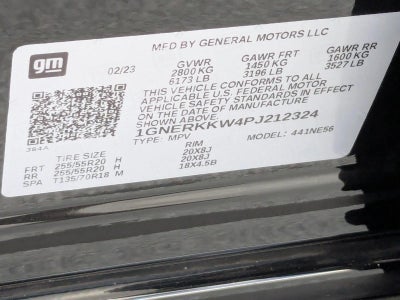 gm
MFD BY GENERAL MOTORS LLC
02/23
GVWR GAWR FRT GAWR RR
2800 KG 1450 KG 1600 KG
6173 LB 3196 LB 3527 LB
THIS VEHICLE CONFORMS TO ALL
APPLICABLE U.S. FEDERAL MOTOR
VEHICLE SAFETY STANDARDS IN EFFECT
ON THE DATE OF MANUFACTURE
SHOWN ABOVE.
1GNERKKW4PJ212324
TYPE: MPV MODEL: 441NE56
384A
TIRE SIZE RIM
FRT 255/55R20 H 20X8J
RR 255/55R20 H 20X8J
SPA T135/70R18 M 18X4.5B